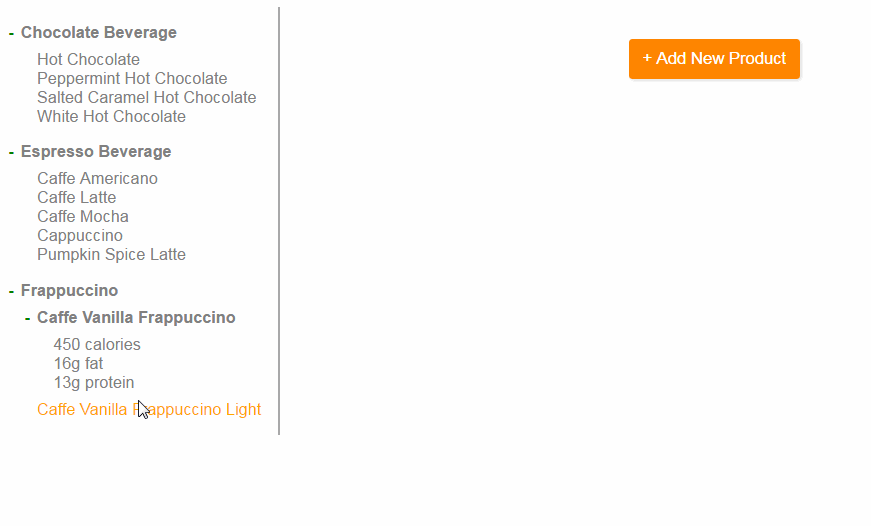 - Chocolate Beverage
Hot Chocolate
Peppermint Hot Chocolate
Salted Caramel Hot Chocolate
White Hot Chocolate
- Espresso Beverage
Caffe Americano
Caffe Latte
Caffe Mocha
Cappuccino
Pumpkin Spice Latte
- Frappuccino
- Caffe Vanilla Frappuccino
450 calories
16g fat
13g protein
Caffe Vanilla Frappuccino Light
+ Add New Product